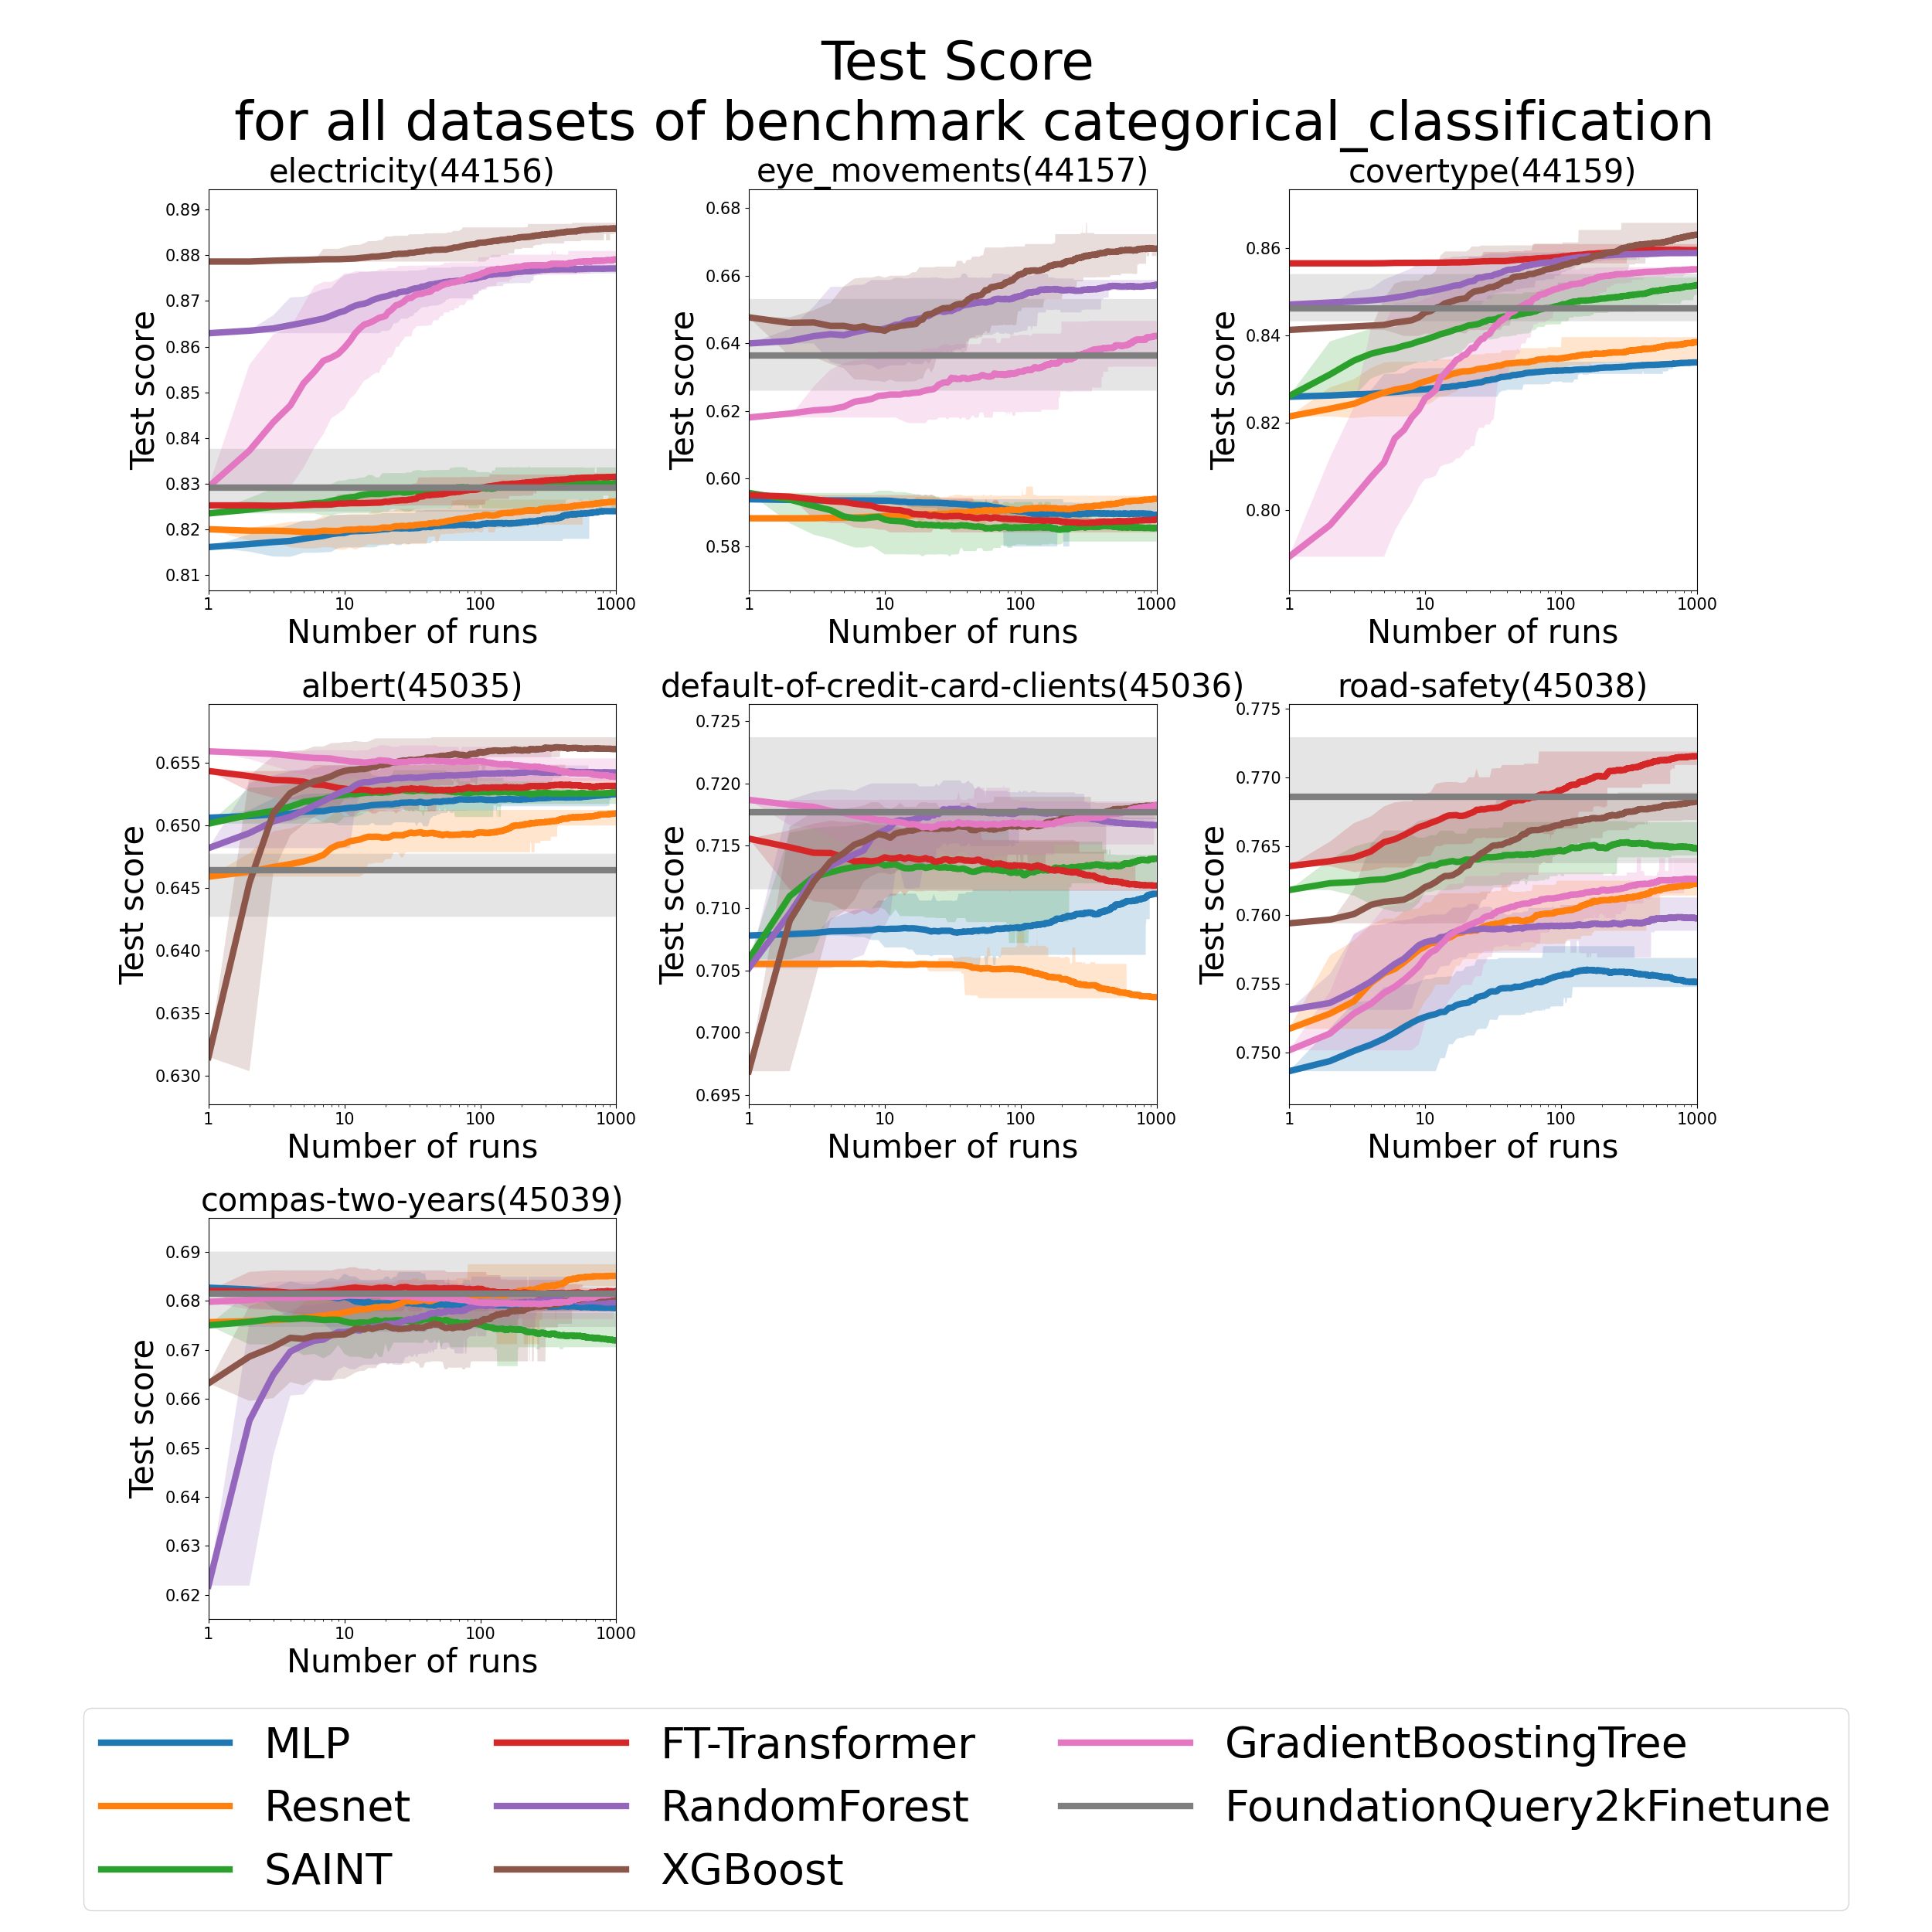 Test Score
for all datasets of benchmark categorical_classification
electricity(44156)
eye_movements(44157)
covertype(44159)
Test score
0.89
0.88
0.87
0.86
0.85
0.84
0.83
0.82
0.81
1 10 100 1000
Number of runs
Test score
0.68
0.66
0.64
0.62
0.60
0.58
1 10 100 1000
Number of runs
Test score
0.86
0.84
0.82
0.80
1 10 100 1000
Number of runs
albert(45035)
default-of-credit-card-clients(45036)
road-safety(45038)
Test score
0.655
0.650
0.645
0.640
0.635
0.630
1 10 100 1000
Number of runs
Test score
0.725
0.720
0.715
0.710
0.705
0.700
0.695
1 10 100 1000
Number of runs
Test score
0.775
0.770
0.765
0.760
0.755
0.750
1 10 100 1000
Number of runs
compas-two-years(45039)
Test score
0.69
0.68
0.67
0.66
0.65
0.64
0.63
0.62
1 10 100 1000
Number of runs
MLP
Resnet
SAINT
FT-Transformer
RandomForest
XGBoost
GradientBoostingTree
FoundationQuery2kFinetune